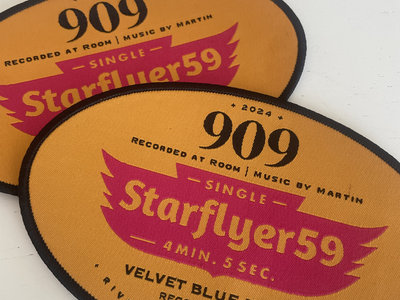 909
RECORDED AT ROOM | MUSIC BY MARTIN
— SINGLE —
Starflyer59
+ 2024 +
909
RECORDED AT ROOM | MUSIC BY MARTIN
— SINGLE —
Starflyer59
— 4 MIN. 5 SEC. —
VELVET BLUE